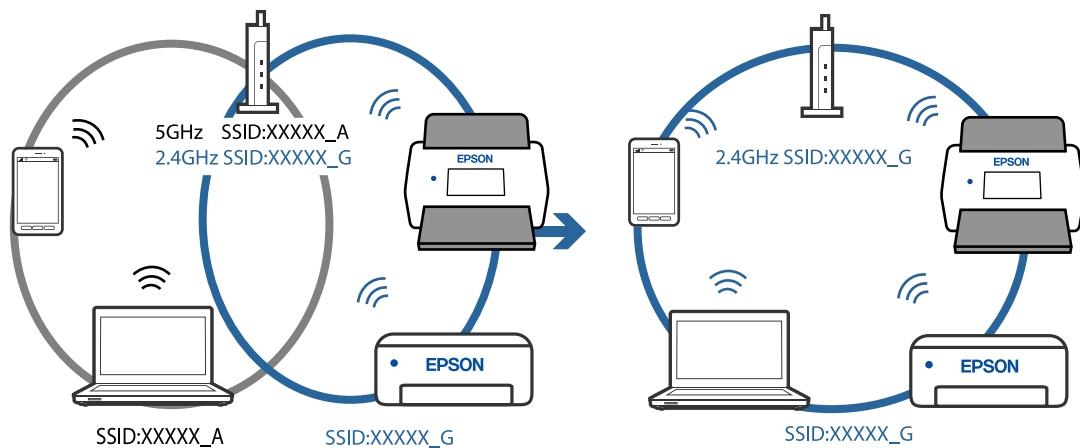 5GHz SSID:XXXXX_A
2.4GHz SSID:XXXXX_G
EPSON
EPSON
SSID:XXXXX_A
SSID:XXXXX_G
2.4GHz SSID:XXXXX_G
EPSON
EPSON
SSID:XXXXX_G